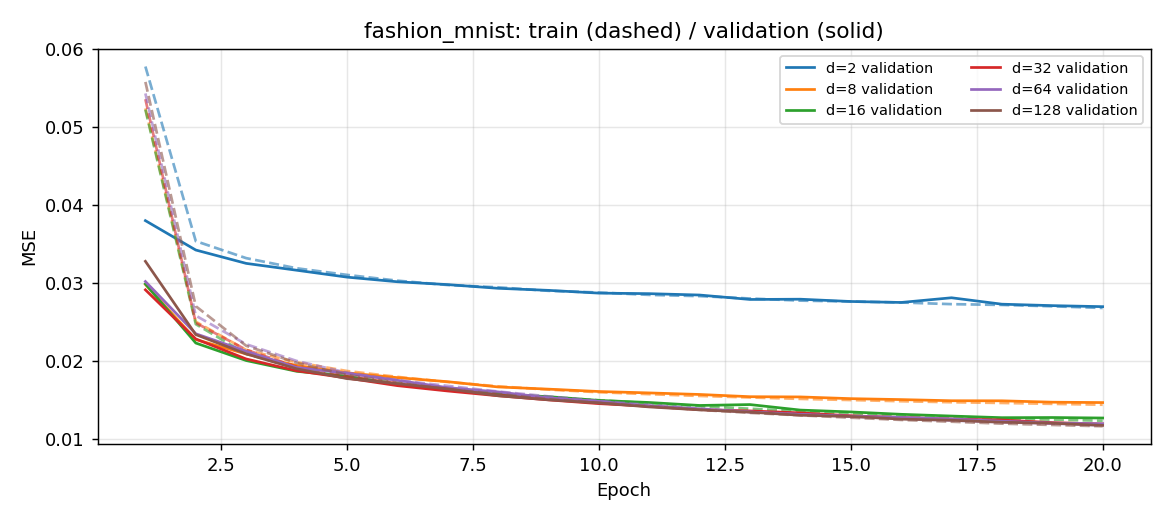 fashion_mnist: train (dashed) / validation (solid)
MSE
0.06
0.05
0.04
0.03
0.02
0.01
d=2 validation
d=8 validation
d=16 validation
d=32 validation
d=64 validation
d=128 validation
2.5 5.0 7.5 10.0 12.5 15.0 17.5 20.0
Epoch